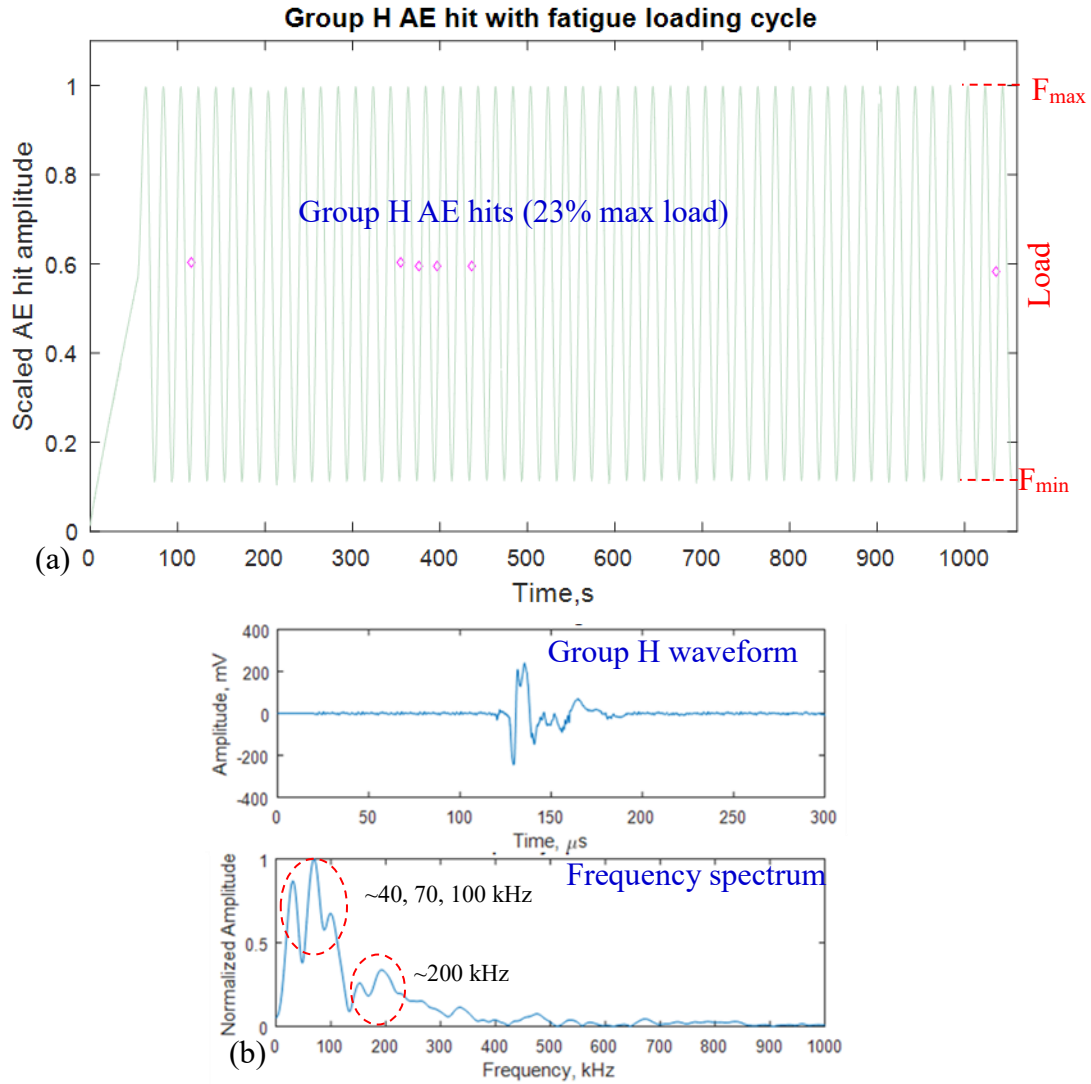 Group H AE hit with fatigue loading cycle
Scaled AE hit amplitude
1
0.8
0.6
0.4
0.2
0
Group H AE hits (23% max load)
F_max
Load
F_min
0 100 200 300 400 500 600 700 800 900 1000
Time,s
(a)
Group H waveform
Amplitude, mV
400
200
0
-200
-400
0 50 100 150 200 250 300
Time, μs
Frequency spectrum
Normalized Amplitude
1
0.5
0
~40, 70, 100 kHz
~200 kHz
0 100 200 300 400 500 600 700 800 900 1000
Frequency, kHz
(b)